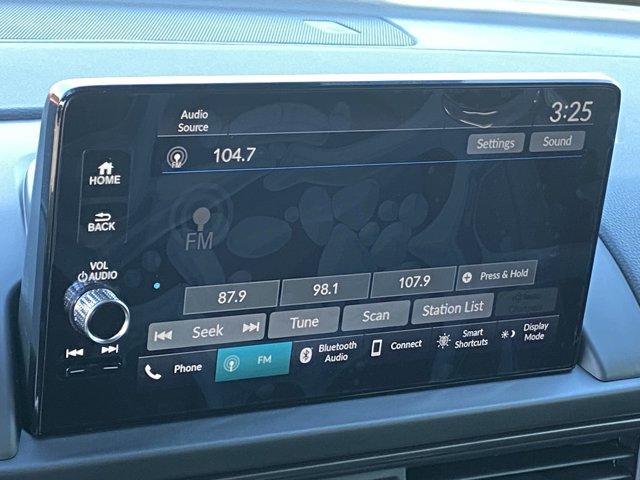 Audio
Source
3:25
FM
104.7
Settings
Sound
HOME
BACK
VOL
AUDIO
FM
87.9
98.1
107.9
Press & Hold
Seek
Tune
Scan
Station List
Phone
FM
Bluetooth
Audio
Connect
Smart
Shortcuts
Display
Mode